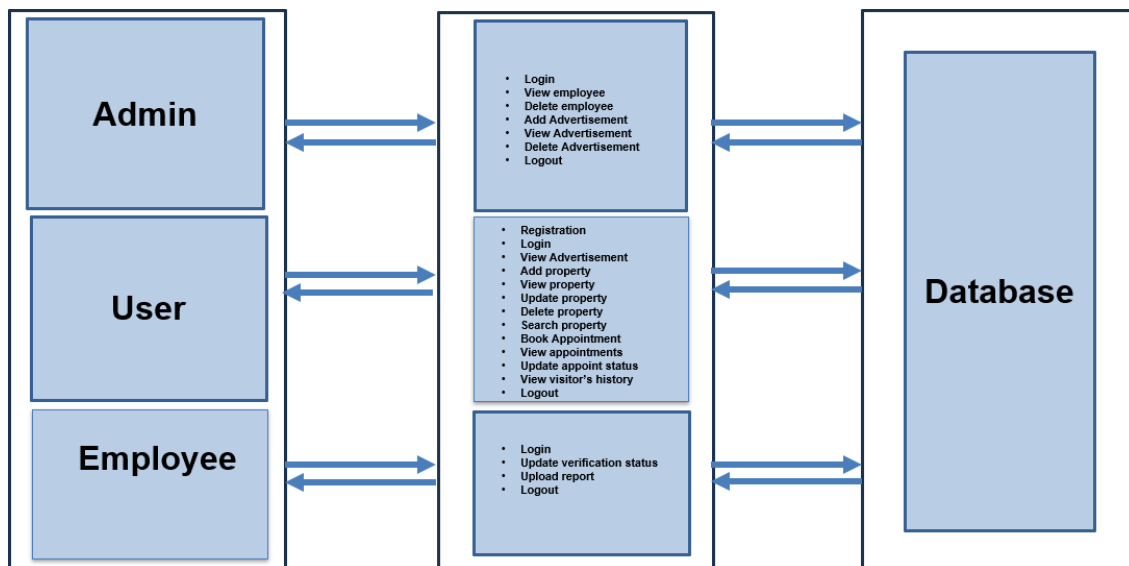 Admin
• Login
• View employee
• Delete employee
• Add Advertisement
• View Advertisement
• Delete Advertisement
• Logout
User
• Registration
• Login
• View Advertisement
• Add property
• View property
• Update property
• Delete property
• Search property
• Book Appointment
• View appointments
• Update appoint status
• View visitor's history
• Logout
Employee
• Login
• Update verification status
• Upload report
• Logout
Database